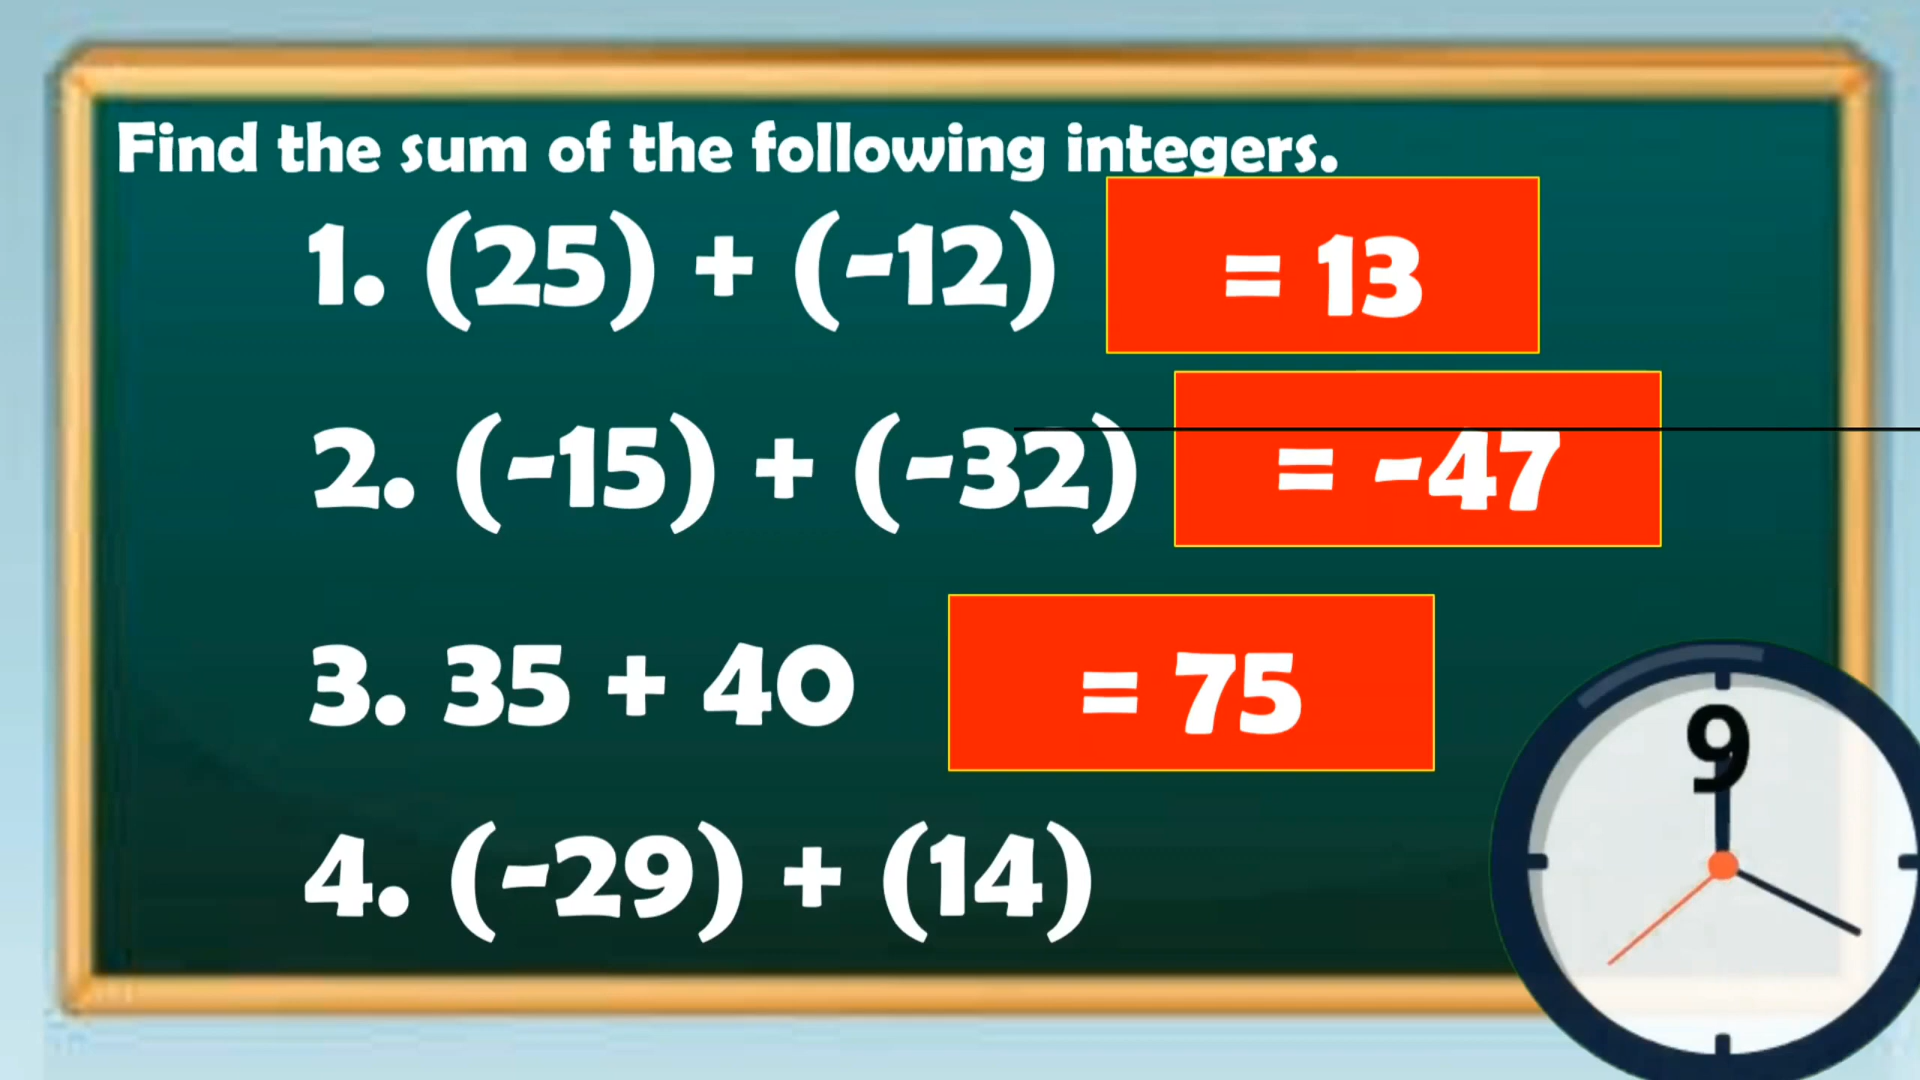 Find the sum of the following integers.
1. (25) + (-12) = 13
2. (-15) + (-32) = -47
3. 35 + 40 = 75
4. (-29) + (14)
9